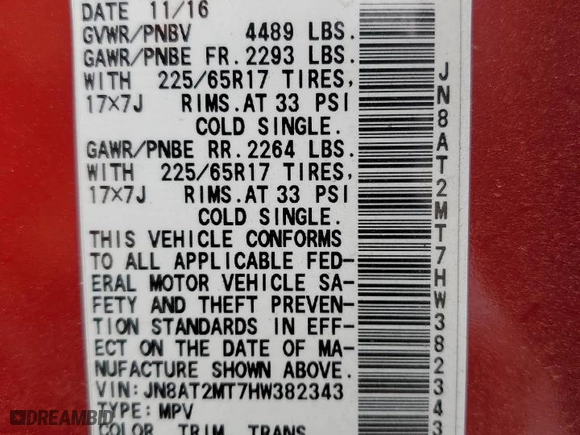 DATE 11/16
GVWR/PNBV 4489 LBS.
GAWR/PNBE FR. 2293 LBS.
WITH 225/65R17 TIRES,
17×7J RIMS. AT 33 PSI
COLD SINGLE.
GAWR/PNBE RR. 2264 LBS.
WITH 225/65R17 TIRES,
17×7J RIMS. AT 33 PSI
COLD SINGLE.
THIS VEHICLE CONFORMS
TO ALL APPLICABLE FED-
ERAL MOTOR VEHICLE SA-
FETY AND THEFT PREVEN-
TION STANDARDS IN EFF-
ECT ON THE DATE OF MA-
NUFACTURE SHOWN ABOVE.
VIN: JN8AT2MT7HW382343
TYPE: MPV
COLOR TRIM TRANS
JN8AT2MT7HW382343
DREAMBID